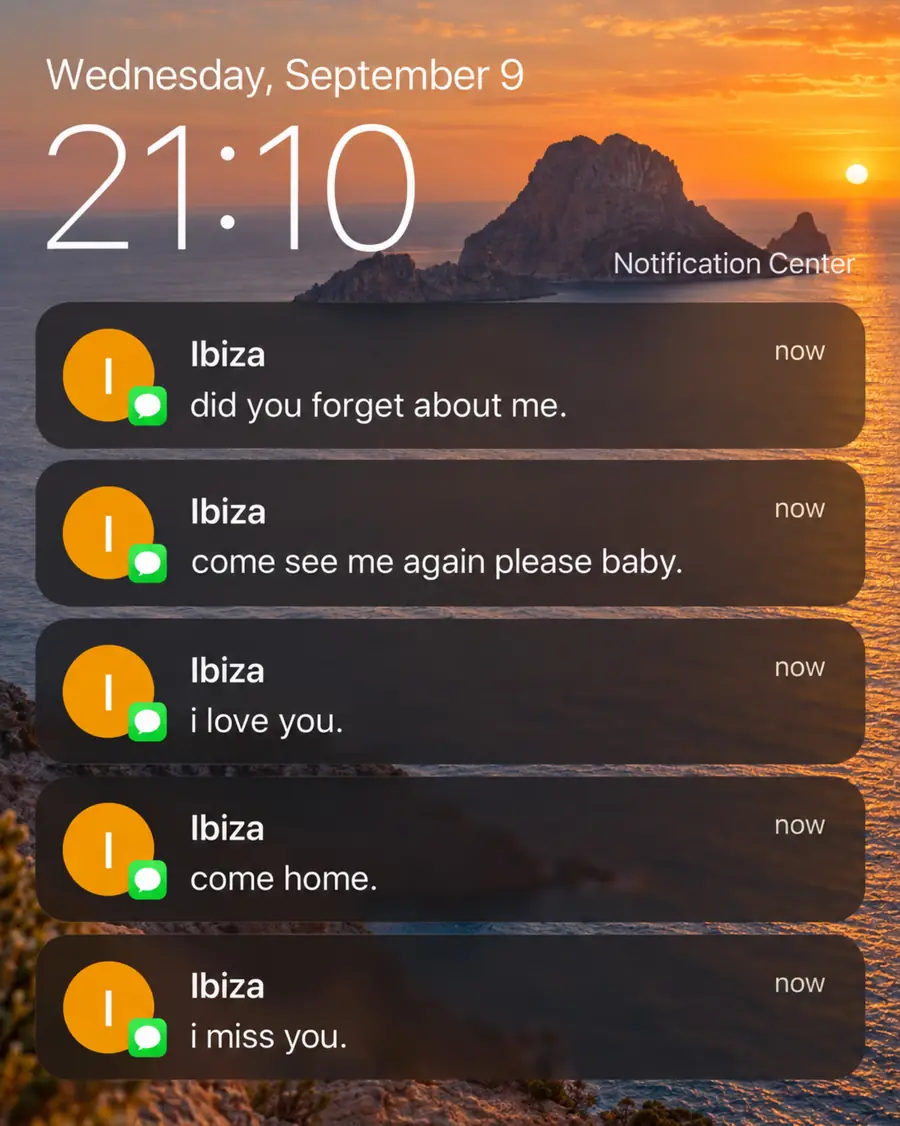 Wednesday, September 9
21:10
Notification Center
Ibiza
now
did you forget about me.
Ibiza
now
come see me again please baby.
Ibiza
now
i love you.
Ibiza
now
come home.
Ibiza
now
i miss you.